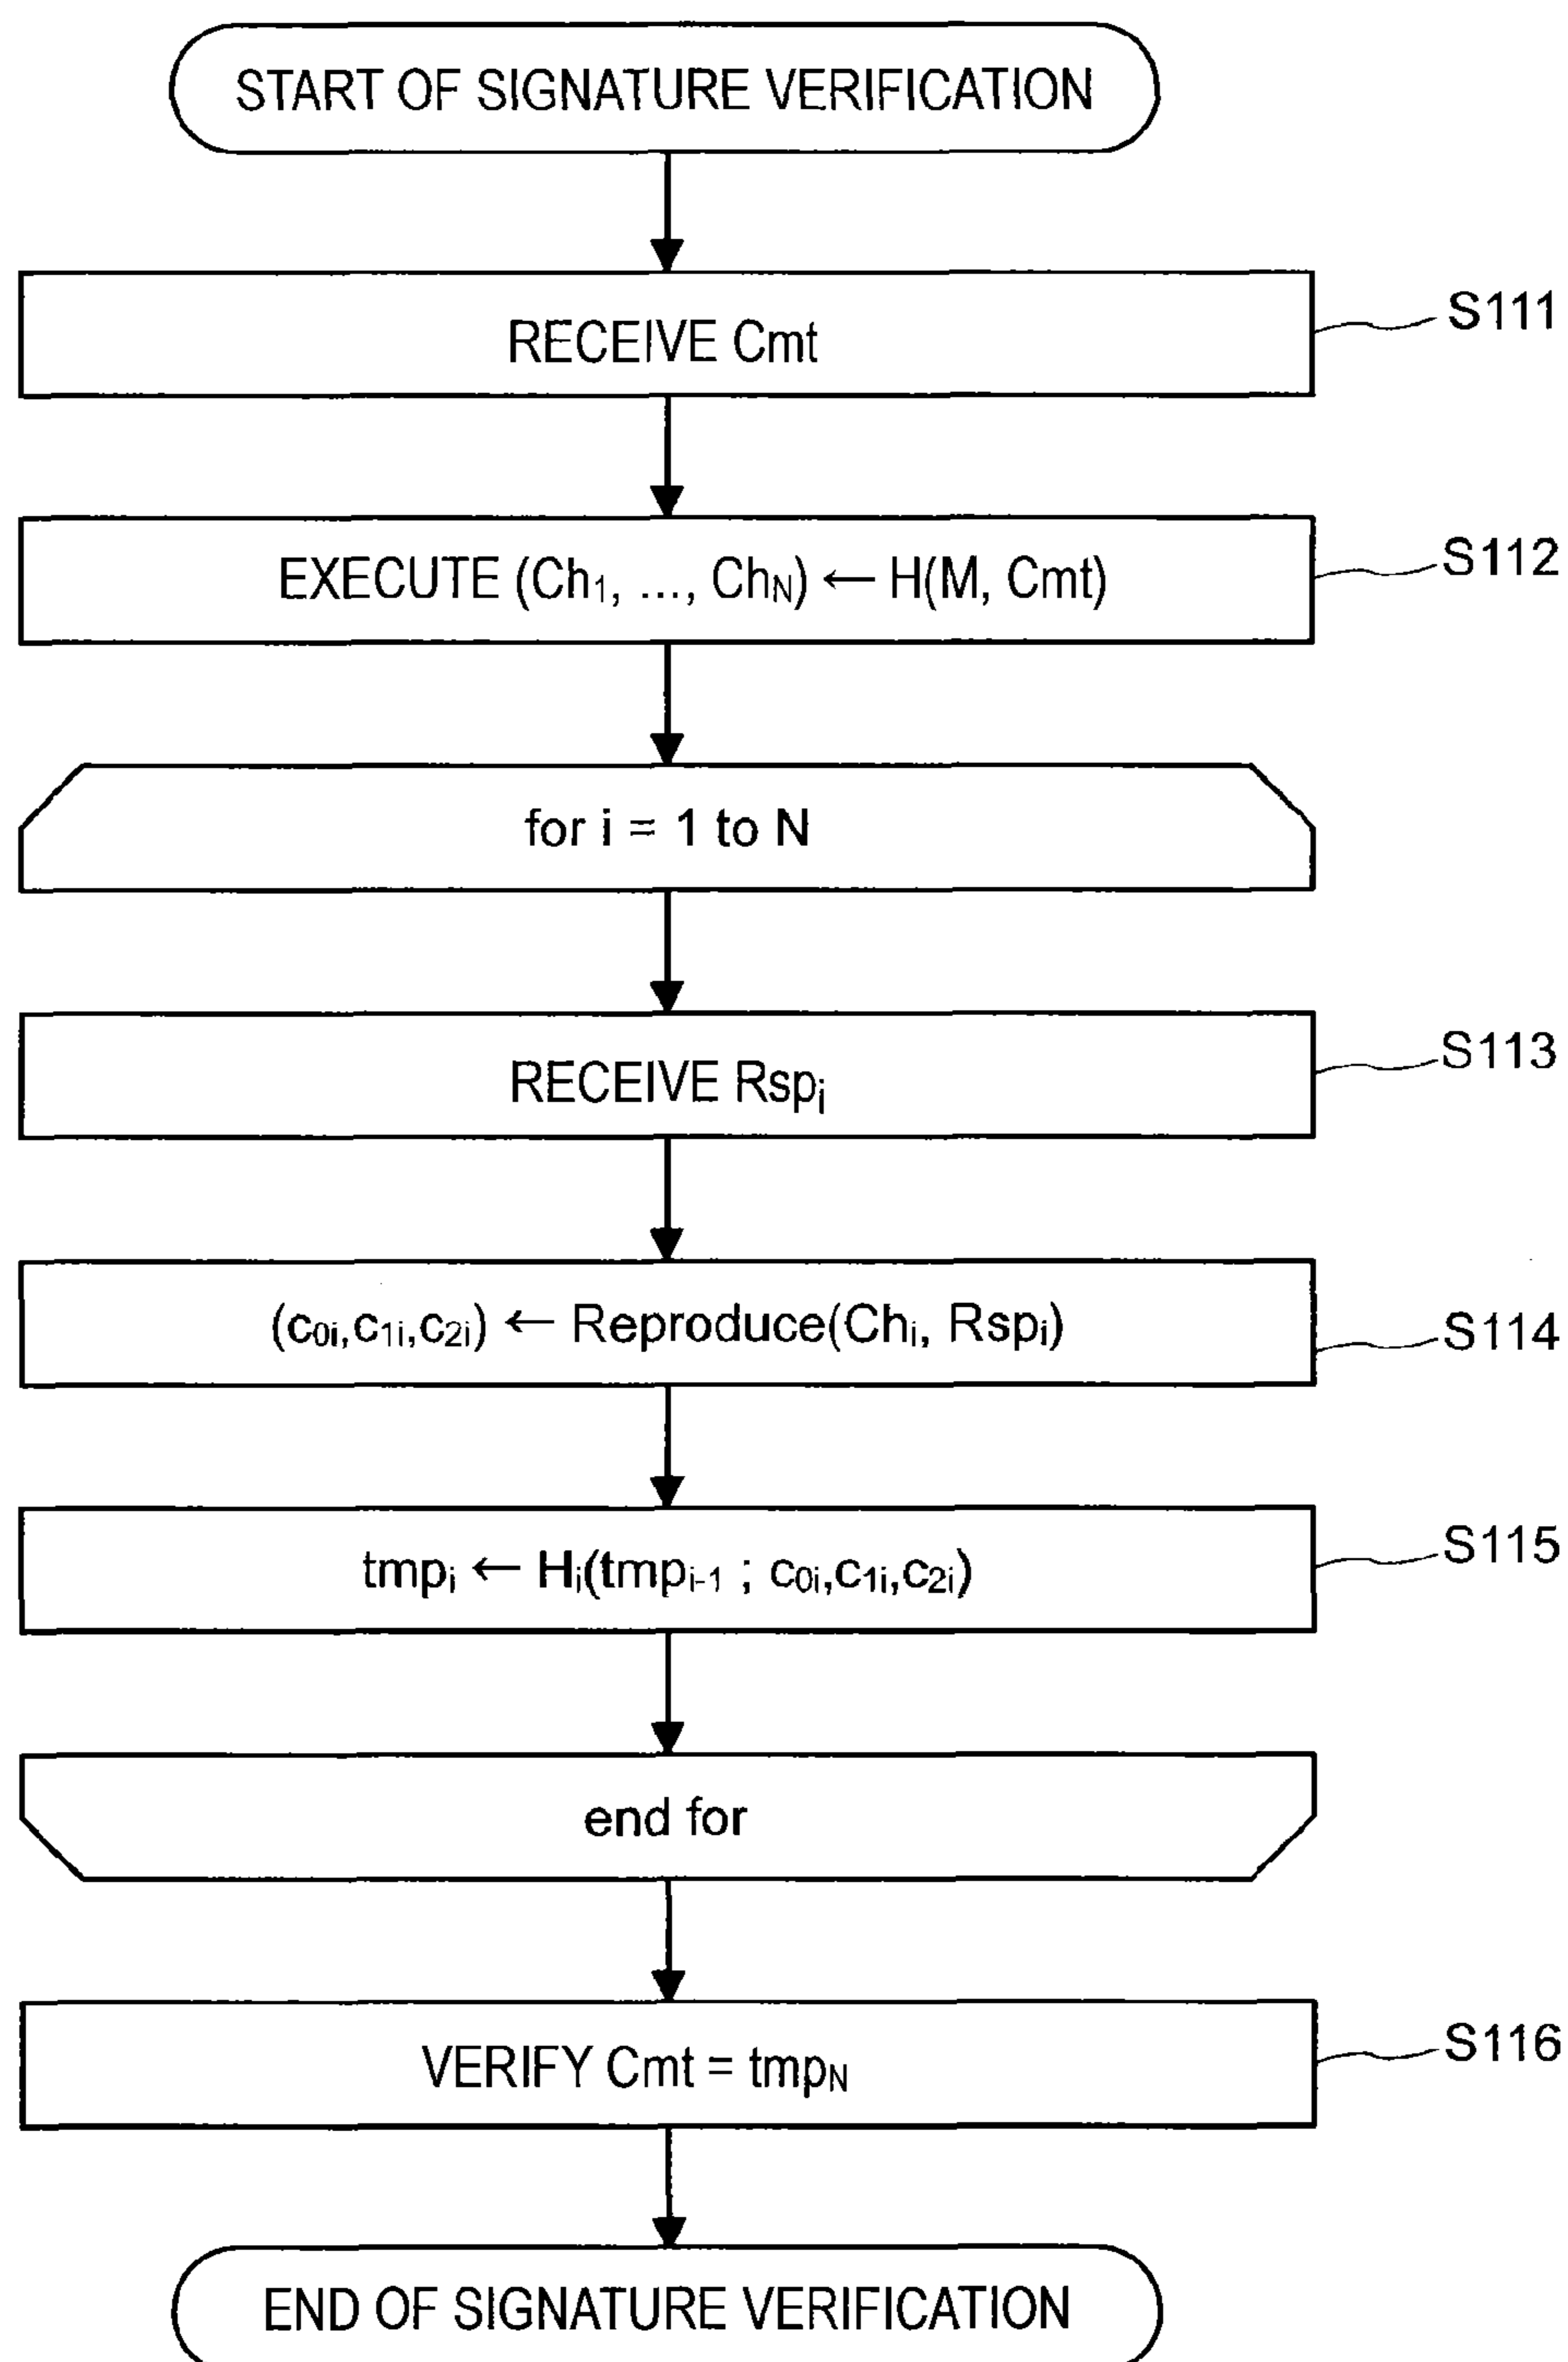 START OF SIGNATURE VERIFICATION
RECEIVE Cmt
S111
EXECUTE (Ch₁, ..., Chₙ) ← H(M, Cmt)
S112
for i = 1 to N
RECEIVE Rspᵢ
S113
(c₀ᵢ,c₁ᵢ,c₂ᵢ) ← Reproduce(Chᵢ, Rspᵢ)
S114
tmpᵢ ← Hᵢ(tmpᵢ₋₁ ; c₀ᵢ,c₁ᵢ,c₂ᵢ)
S115
end for
VERIFY Cmt = tmp_N
S116
END OF SIGNATURE VERIFICATION